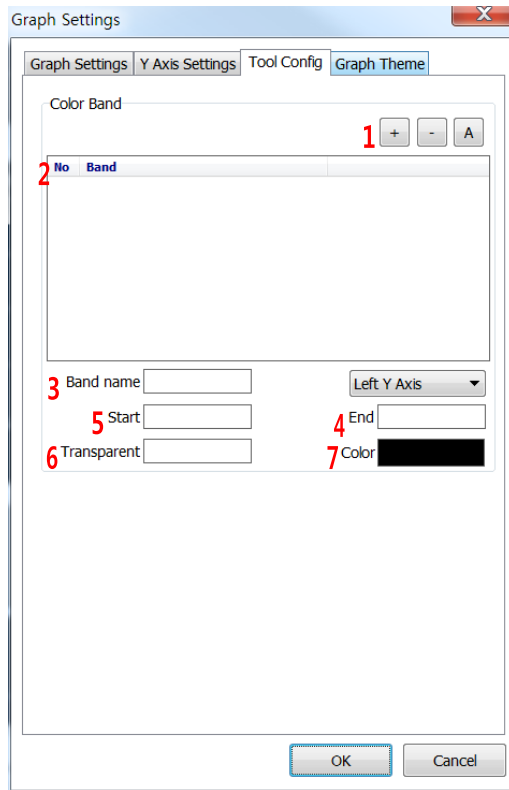 Graph Settings
X
Graph Settings Y Axis Settings Tool Config Graph Theme
Color Band
1 + - A
2 No Band
3 Band name Left Y Axis
5 Start 4 End
6 Transparent 7 Color
OK Cancel